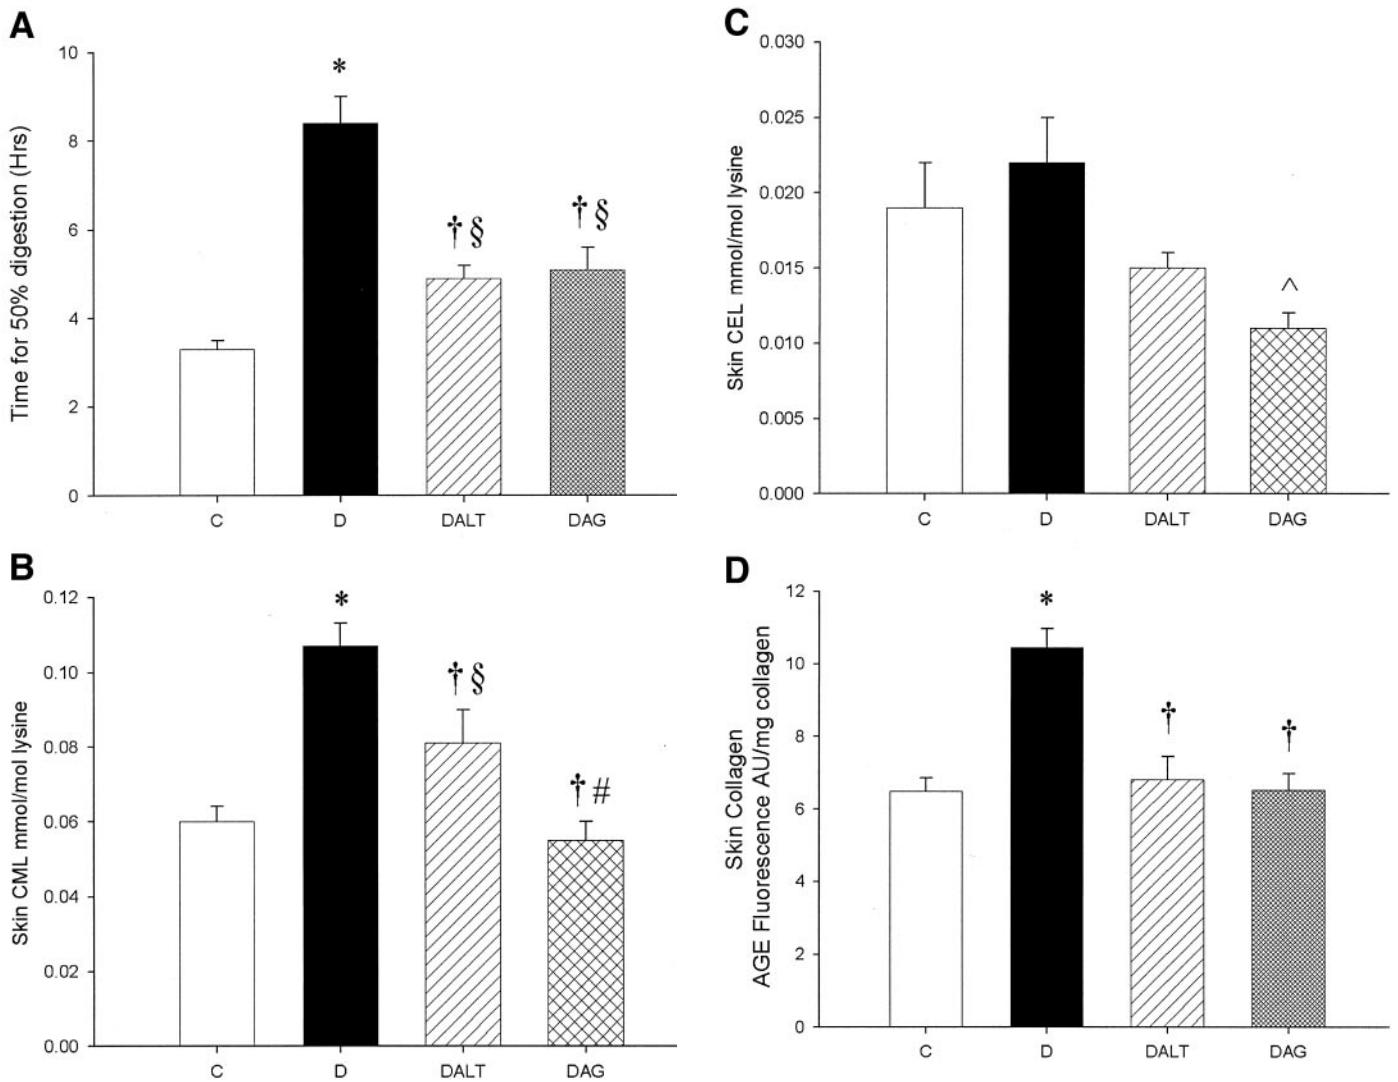 A
Time for 50% digestion (Hrs)
10
8
6
4
2
0
*
†§
†§
C D DALT DAG
B
Skin CML mmol/mol lysine
0.12
0.10
0.08
0.06
0.04
0.02
0.00
*
†§
†#
C D DALT DAG
C
Skin CEL mmol/mol lysine
0.030
0.025
0.020
0.015
0.010
0.005
0.000
^
C D DALT DAG
D
Skin Collagen
AGE Fluorescence AU/mg collagen
12
10
8
6
4
2
0
*
†
†
C D DALT DAG